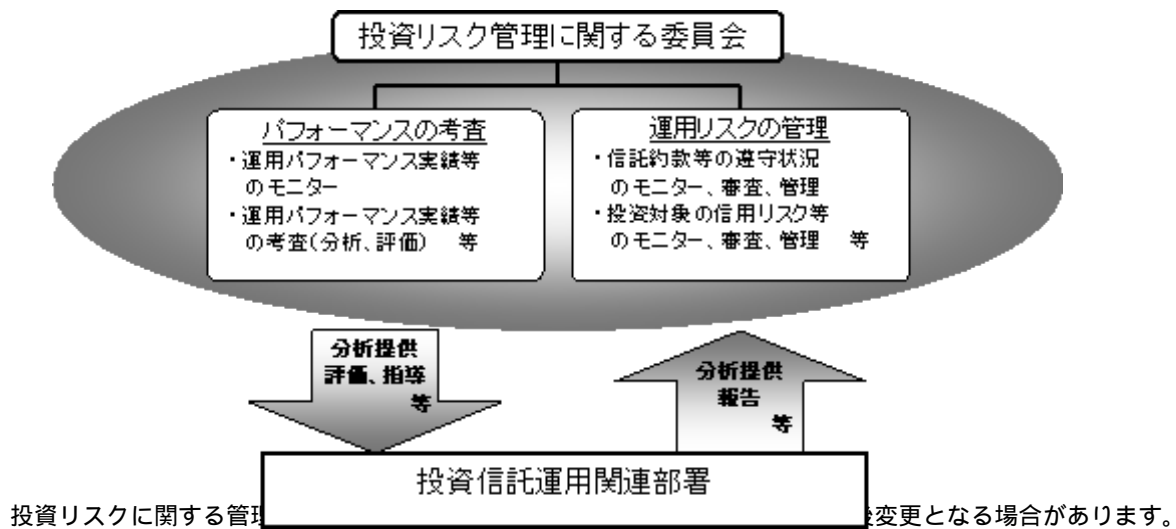 投資リスク管理に関する委員会
パフォーマンスの考査
・運用パフォーマンス実績等
のモニター
・運用パフォーマンス実績等
の考査(分析、評価) 等
運用リスクの管理
・信託約款等の遵守状況
のモニター、審査、管理
・投資対象の信用リスク等
のモニター、審査、管理 等
分析提供
評価、指導
等
分析提供
報告
等
投資信託運用関連部署
投資リスクに関する管理 変更となる場合があります。